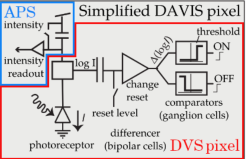 APS
Simplified DAVIS pixel
intensity
threshold
Δ(logI)
ON
intensity
readout
log I
change
reset
OFF
comparators
(ganglion cells)
reset level
differencer
(bipolar cells)
photoreceptor
DVS pixel